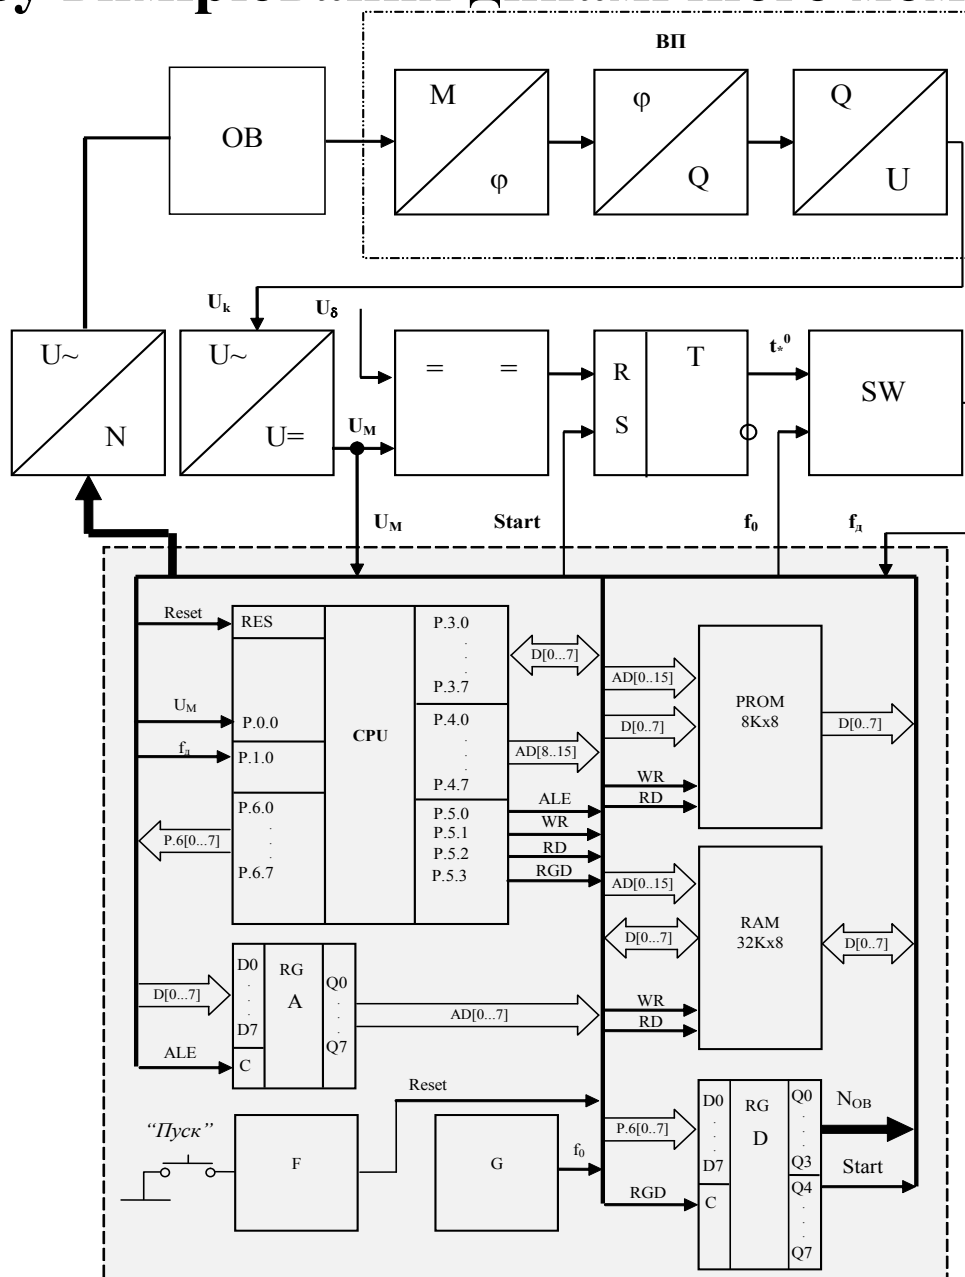 ВП
M
φ
φ
Q
Q
U
ОВ
U~
N
Uk
U~
U=
Uδ
UM
= =
R
S
T
t*0
SW
UM
Start
f0
fд
Reset
RES
UM
P.0.0
fд
P.1.0
P.6.0
.
.
.
P.6.7
P.6[0...7]
CPU
P.3.0
.
.
.
P.3.7
P.4.0
.
.
.
P.4.7
P.5.0
P.5.1
P.5.2
P.5.3
D[0...7]
AD[8..15]
ALE
WR
RD
RGD
AD[0..15]
D[0..7]
WR
RD
PROM
8Kx8
D[0..7]
AD[0..15]
D[0...7]
WR
RD
RAM
32Kx8
D[0..7]
D[0...7]
ALE
D0
.
.
.
D7
C
RG
A
Q0
.
.
.
Q7
AD[0...7]
Reset
“Пуск”
F
G
f0
P.6[0..7]
RGD
D0
.
.
.
D7
C
RG
D
Q0
.
.
.
Q3
Q4
.
.
.
Q7
NОВ
Start